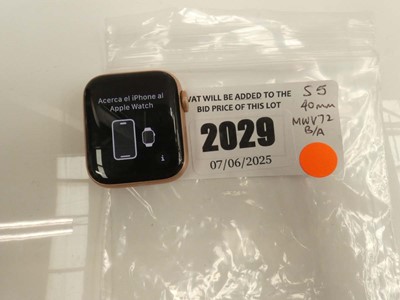 Acerca el iPhone al
Apple Watch
i
VAT WILL BE ADDED TO THE
BID PRICE OF THIS LOT
2029
07/06/2025
S5
40mm
MWV72
B/A